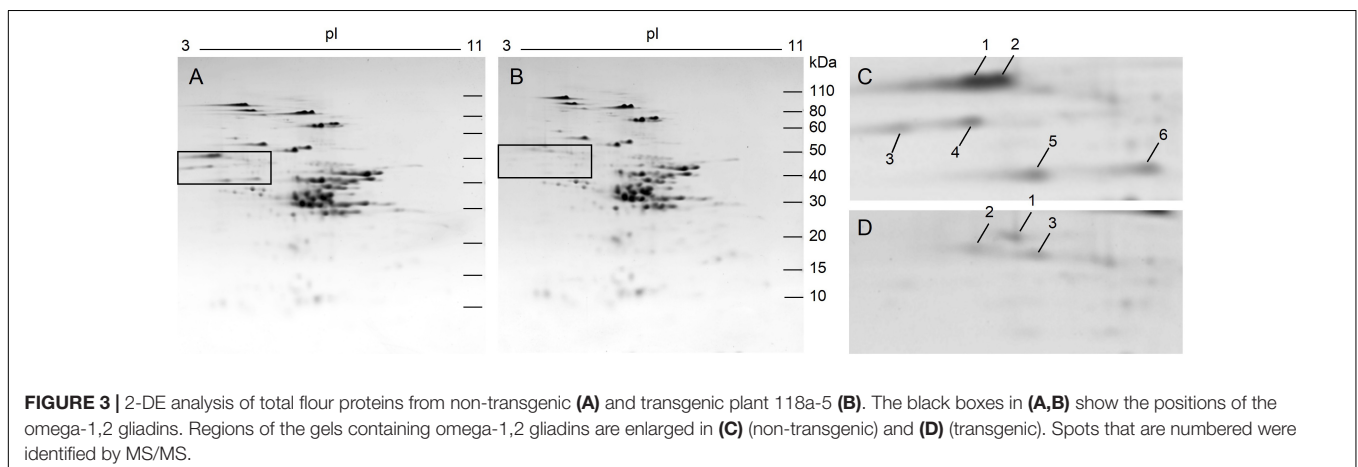 pI
3 11
pI
3 11
kDa
A
B
110
80
60
50
40
30
20
15
10
C
1 2
3
4
5
6
D
2
1
3
FIGURE 3 | 2-DE analysis of total flour proteins from non-transgenic (A) and transgenic plant 118a-5 (B). The black boxes in (A,B) show the positions of the
omega-1,2 gliadins. Regions of the gels containing omega-1,2 gliadins are enlarged in (C) (non-transgenic) and (D) (transgenic). Spots that are numbered were
identified by MS/MS.